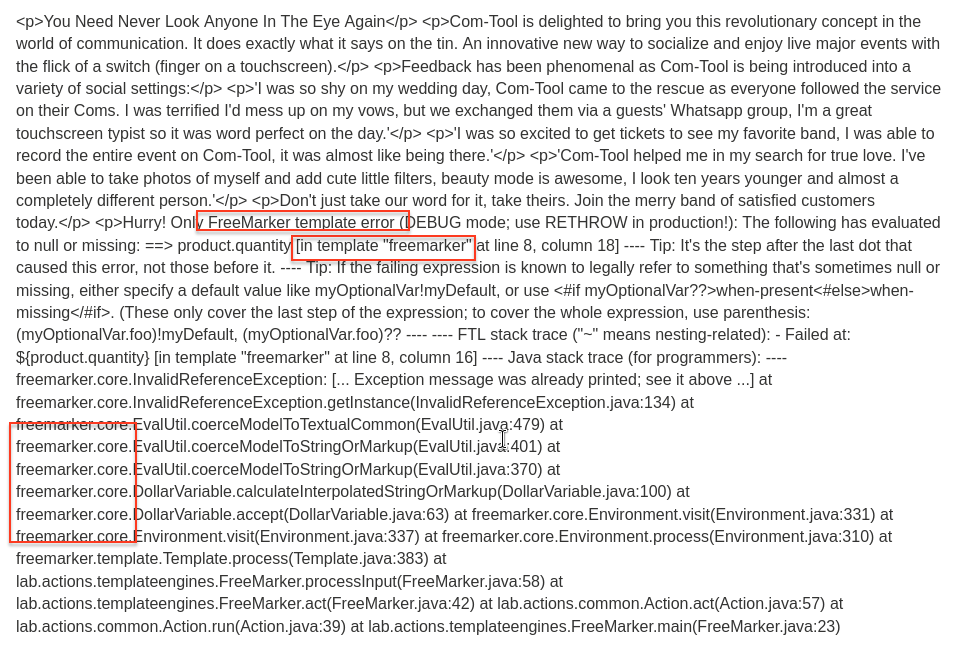 <p>You Need Never Look Anyone In The Eye Again</p> <p>Com-Tool is delighted to bring you this revolutionary concept in the
world of communication. It does exactly what it says on the tin. An innovative new way to socialize and enjoy live major events with
the flick of a switch (finger on a touchscreen).</p> <p>Feedback has been phenomenal as Com-Tool is being introduced into a
variety of social settings:</p> <p>'I was so shy on my wedding day, Com-Tool came to the rescue as everyone followed the service
on their Coms. I was terrified I'd mess up on my vows, but we exchanged them via a guests' Whatsapp group, I'm a great
touchscreen typist so it was word perfect on the day.'</p> <p>'I was so excited to get tickets to see my favorite band, I was able to
record the entire event on Com-Tool, it was almost like being there.'</p> <p>'Com-Tool helped me in my search for true love. I've
been able to take photos of myself and add cute little filters, beauty mode is awesome, I look ten years younger and almost a
completely different person.'</p> <p>Don't just take our word for it, take theirs. Join the merry band of satisfied customers
today.</p> <p>Hurry! Only FreeMarker template error (DEBUG mode; use RETHROW in production!): The following has evaluated
to null or missing: ==> product.quantity [in template "freemarker" at line 8, column 18] ---- Tip: It's the step after the last dot that
caused this error, not those before it. ---- Tip: If the failing expression is known to legally refer to something that's sometimes null or
missing, either specify a default value like myOptionalVar!myDefault, or use <#if myOptionalVar??>when-present<#else>when-
missing</#if>. (These only cover the last step of the expression; to cover the whole expression, use parenthesis:
(myOptionalVar.foo)!myDefault, (myOptionalVar.foo)?? ---- ---- FTL stack trace ("~" means nesting-related): - Failed at:
${product.quantity} [in template "freemarker" at line 8, column 16] ---- Java stack trace (for programmers): ----
freemarker.core.InvalidReferenceException: [... Exception message was already printed; see it above ...] at
freemarker.core.InvalidReferenceException.getInstance(InvalidReferenceException.java:134) at
freemarker.core.EvalUtil.coerceModelToTextualCommon(EvalUtil.java:479) at
freemarker.core.EvalUtil.coerceModelToStringOrMarkup(EvalUtil.java:401) at
freemarker.core.EvalUtil.coerceModelToStringOrMarkup(EvalUtil.java:370) at
freemarker.core.DollarVariable.calculateInterpolatedStringOrMarkup(DollarVariable.java:100) at
freemarker.core.DollarVariable.accept(DollarVariable.java:63) at freemarker.core.Environment.visit(Environment.java:331) at
freemarker.core.Environment.visit(Environment.java:337) at freemarker.core.Environment.process(Environment.java:310) at
freemarker.template.Template.process(Template.java:383) at
lab.actions.templateengines.FreeMarker.processInput(FreeMarker.java:58) at
lab.actions.templateengines.FreeMarker.act(FreeMarker.java:42) at lab.actions.common.Action.act(Action.java:57) at
lab.actions.common.Action.run(Action.java:39) at lab.actions.templateengines.FreeMarker.main(FreeMarker.java:23)